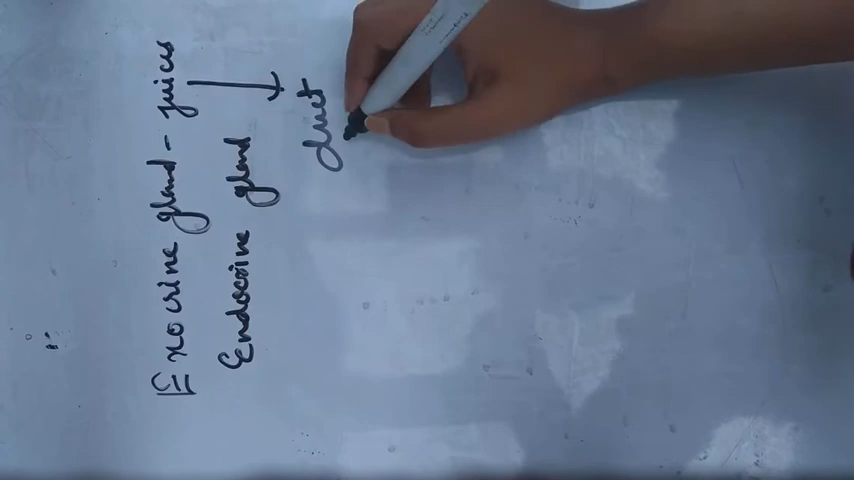 Exocrine gland - juices
↓
Endocrine gland
duct